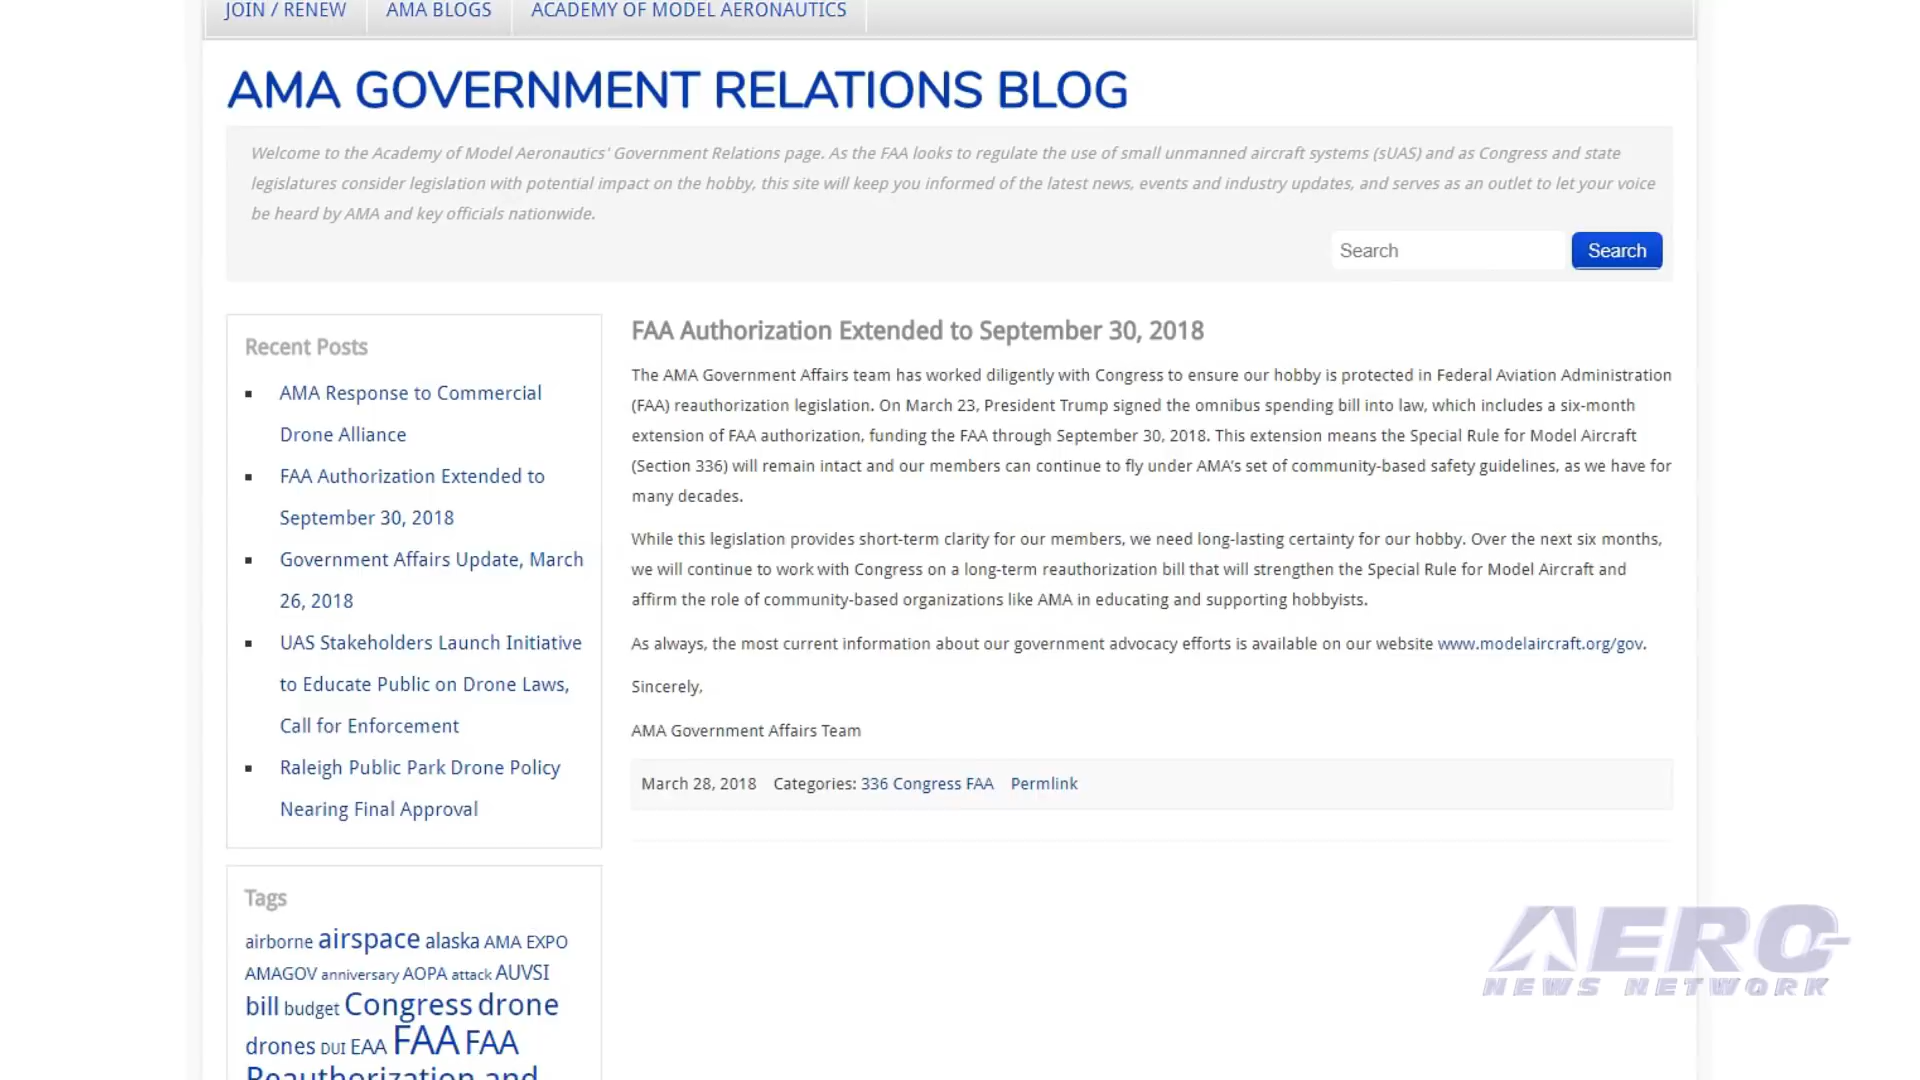 JOIN / RENEW
AMA BLOGS
ACADEMY OF MODEL AERONAUTICS
AMA GOVERNMENT RELATIONS BLOG
Welcome to the Academy of Model Aeronautics' Government Relations page. As the FAA looks to regulate the use of small unmanned aircraft systems (sUAS) and as Congress and state
legislatures consider legislation with potential impact on the hobby, this site will keep you informed of the latest news, events and industry updates, and serves as an outlet to let your voice
be heard by AMA and key officials nationwide.
Search
Search
Recent Posts
AMA Response to Commercial
Drone Alliance
FAA Authorization Extended to
September 30, 2018
Government Affairs Update, March
26, 2018
UAS Stakeholders Launch Initiative
to Educate Public on Drone Laws,
Call for Enforcement
Raleigh Public Park Drone Policy
Nearing Final Approval
Tags
airborne airspace alaska AMA EXPO
AMAGOV anniversary AOPA attack AUVSI
bill budget Congress drone
drones DUI EAA FAA FAA
Reauthorization and
FAA Authorization Extended to September 30, 2018
The AMA Government Affairs team has worked diligently with Congress to ensure our hobby is protected in Federal Aviation Administration
(FAA) reauthorization legislation. On March 23, President Trump signed the omnibus spending bill into law, which includes a six-month
extension of FAA authorization, funding the FAA through September 30, 2018. This extension means the Special Rule for Model Aircraft
(Section 336) will remain intact and our members can continue to fly under AMA's set of community-based safety guidelines, as we have for
many decades.
While this legislation provides short-term clarity for our members, we need long-lasting certainty for our hobby. Over the next six months,
we will continue to work with Congress on a long-term reauthorization bill that will strengthen the Special Rule for Model Aircraft and
affirm the role of community-based organizations like AMA in educating and supporting hobbyists.
As always, the most current information about our government advocacy efforts is available on our website www.modelaircraft.org/gov.
Sincerely,
AMA Government Affairs Team
March 28, 2018 Categories: 336 Congress FAA Permlink
AERO
NEWS NETWORK